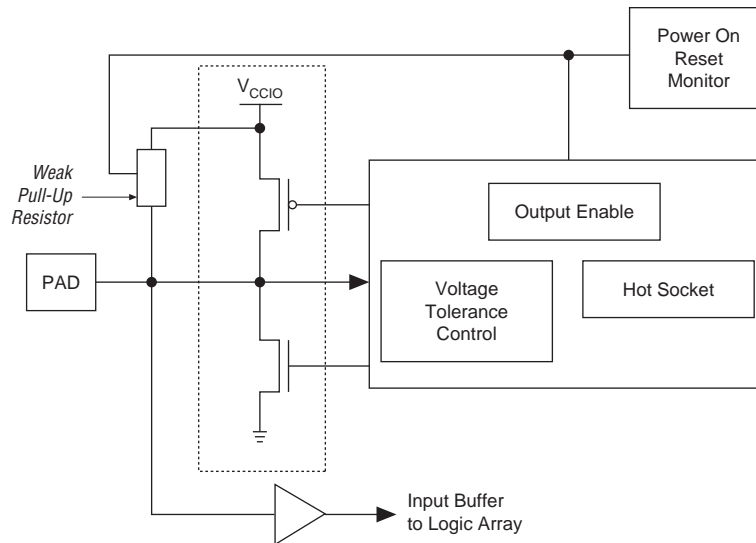 Power On
Reset
Monitor
V_CCIO
Weak
Pull-Up
Resistor
Output Enable
PAD
Voltage
Tolerance
Control
Hot Socket
Input Buffer
to Logic Array